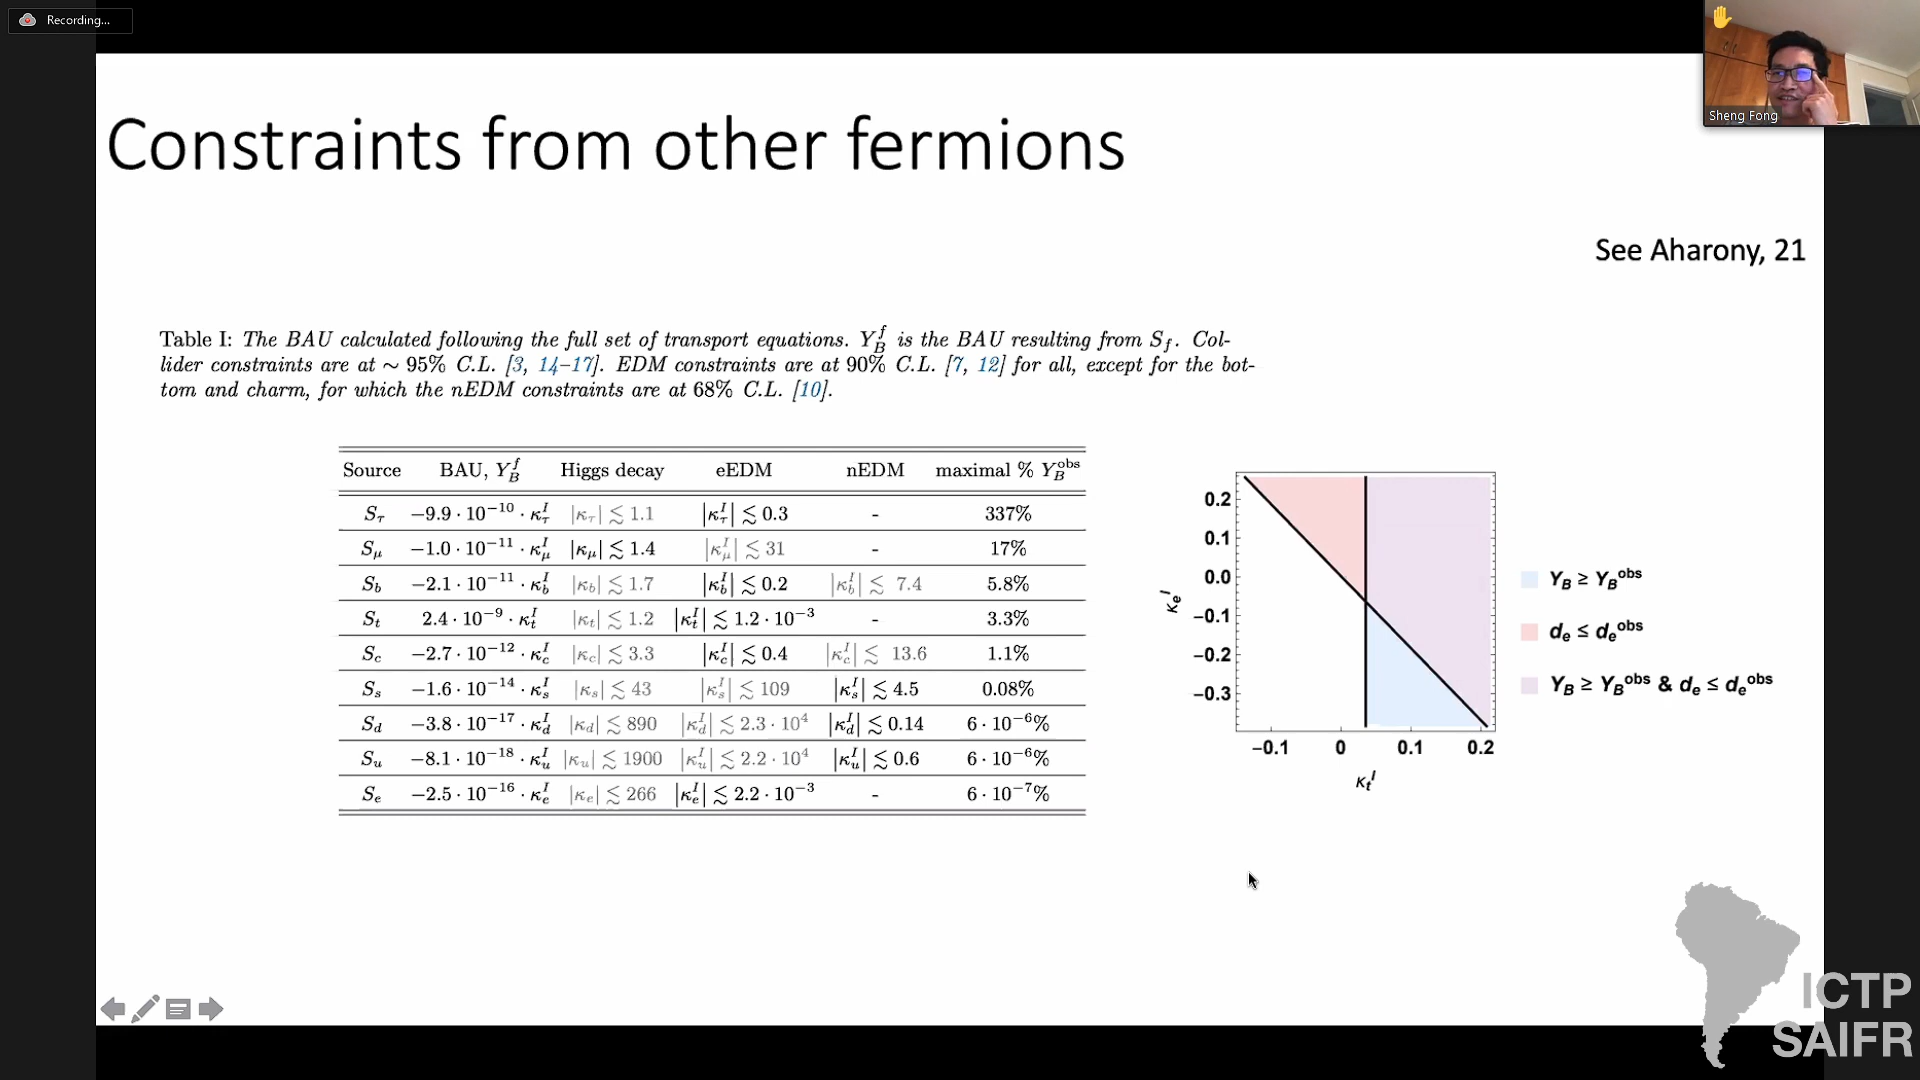 Recording...
Sheng Fong
Constraints from other fermions
See Aharony, 21
Table I: The BAU calculated following the full set of transport equations. Y_B^f is the BAU resulting from S_f. Col-
lider constraints are at ∼ 95% C.L. [3, 14–17]. EDM constraints are at 90% C.L. [7, 12] for all, except for the bot-
tom and charm, for which the nEDM constraints are at 68% C.L. [10].
Source BAU, Y_B^f Higgs decay eEDM nEDM maximal % Y_B^obs
S_τ −9.9 · 10^−10 · κ_τ^I |κ_τ| ≲ 1.1 |κ_τ^I| ≲ 0.3 - 337%
S_μ −1.0 · 10^−11 · κ_μ^I |κ_μ| ≲ 1.4 |κ_μ^I| ≲ 31 - 17%
S_b −2.1 · 10^−11 · κ_b^I |κ_b| ≲ 1.7 |κ_b^I| ≲ 0.2 |κ_b^I| ≲ 7.4 5.8%
S_t 2.4 · 10^−9 · κ_t^I |κ_t| ≲ 1.2 |κ_t^I| ≲ 1.2 · 10^−3 - 3.3%
S_c −2.7 · 10^−12 · κ_c^I |κ_c| ≲ 3.3 |κ_c^I| ≲ 0.4 |κ_c^I| ≲ 13.6 1.1%
S_s −1.6 · 10^−14 · κ_s^I |κ_s| ≲ 43 |κ_s^I| ≲ 109 |κ_s^I| ≲ 4.5 0.08%
S_d −3.8 · 10^−17 · κ_d^I |κ_d| ≲ 890 |κ_d^I| ≲ 2.3 · 10^4 |κ_d^I| ≲ 0.14 6 · 10^−6%
S_u −8.1 · 10^−18 · κ_u^I |κ_u| ≲ 1900 |κ_u^I| ≲ 2.2 · 10^4 |κ_u^I| ≲ 0.6 6 · 10^−6%
S_e −2.5 · 10^−16 · κ_e^I |κ_e| ≲ 266 |κ_e^I| ≲ 2.2 · 10^−3 - 6 · 10^−7%
κ_e^I
0.2
0.1
0.0
−0.1
−0.2
−0.3
−0.1 0 0.1 0.2
κ_t^I
Y_B ≥ Y_B^obs
d_e ≤ d_e^obs
Y_B ≥ Y_B^obs & d_e ≤ d_e^obs
ICTP
SAIFR